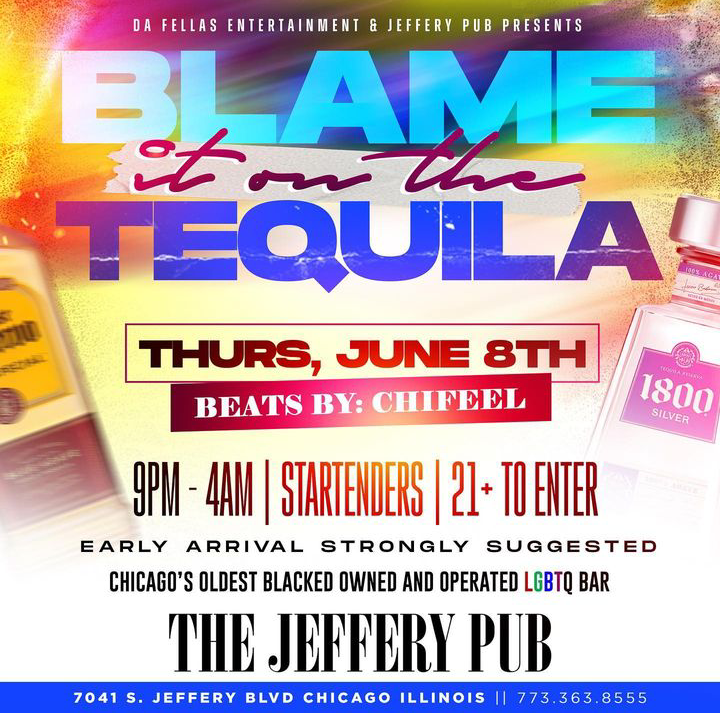 DA FELLAS ENTERTAINMENT & JEFFERY PUB PRESENTS
BLAME
it on the
TEQUILA
100% AGAV
1800
SILVER
THURS, JUNE 8TH
BEATS BY: CHIFEEL
9PM - 4AM | STARTENDERS | 21+ TO ENTER
EARLY ARRIVAL STRONGLY SUGGESTED
CHICAGO'S OLDEST BLACKED OWNED AND OPERATED LGBTQ BAR
THE JEFFERY PUB
7041 S. JEFFERY BLVD CHICAGO ILLINOIS || 773.363.8555